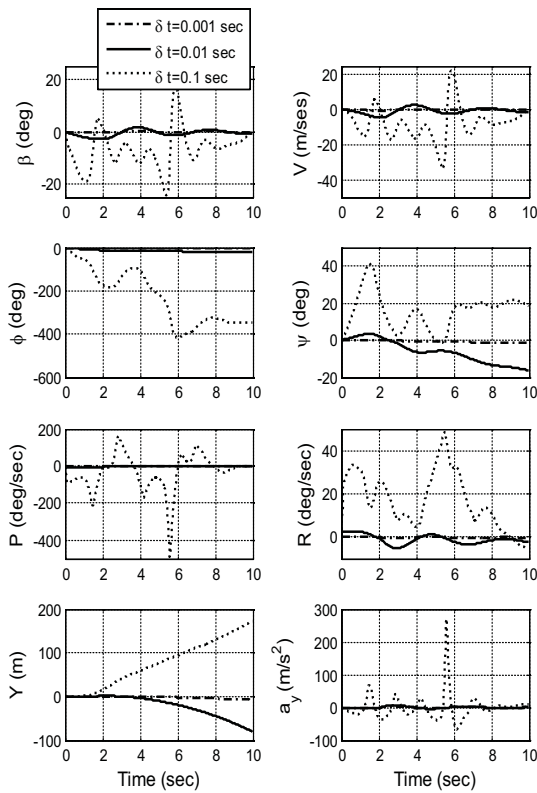 δ t=0.001 sec
δ t=0.01 sec
δ t=0.1 sec
β (deg)
20
0
-20
0 2 4 6 8 10
V (m/ses)
20
0
-20
-40
0 2 4 6 8 10
ϕ (deg)
0
-200
-400
-600
0 2 4 6 8 10
ψ (deg)
40
20
0
-20
0 2 4 6 8 10
P (deg/sec)
200
0
-200
-400
0 2 4 6 8 10
R (deg/sec)
40
20
0
0 2 4 6 8 10
Y (m)
200
100
0
-100
0 2 4 6 8 10
Time (sec)
a_y (m/s²)
300
200
100
0
-100
0 2 4 6 8 10
Time (sec)